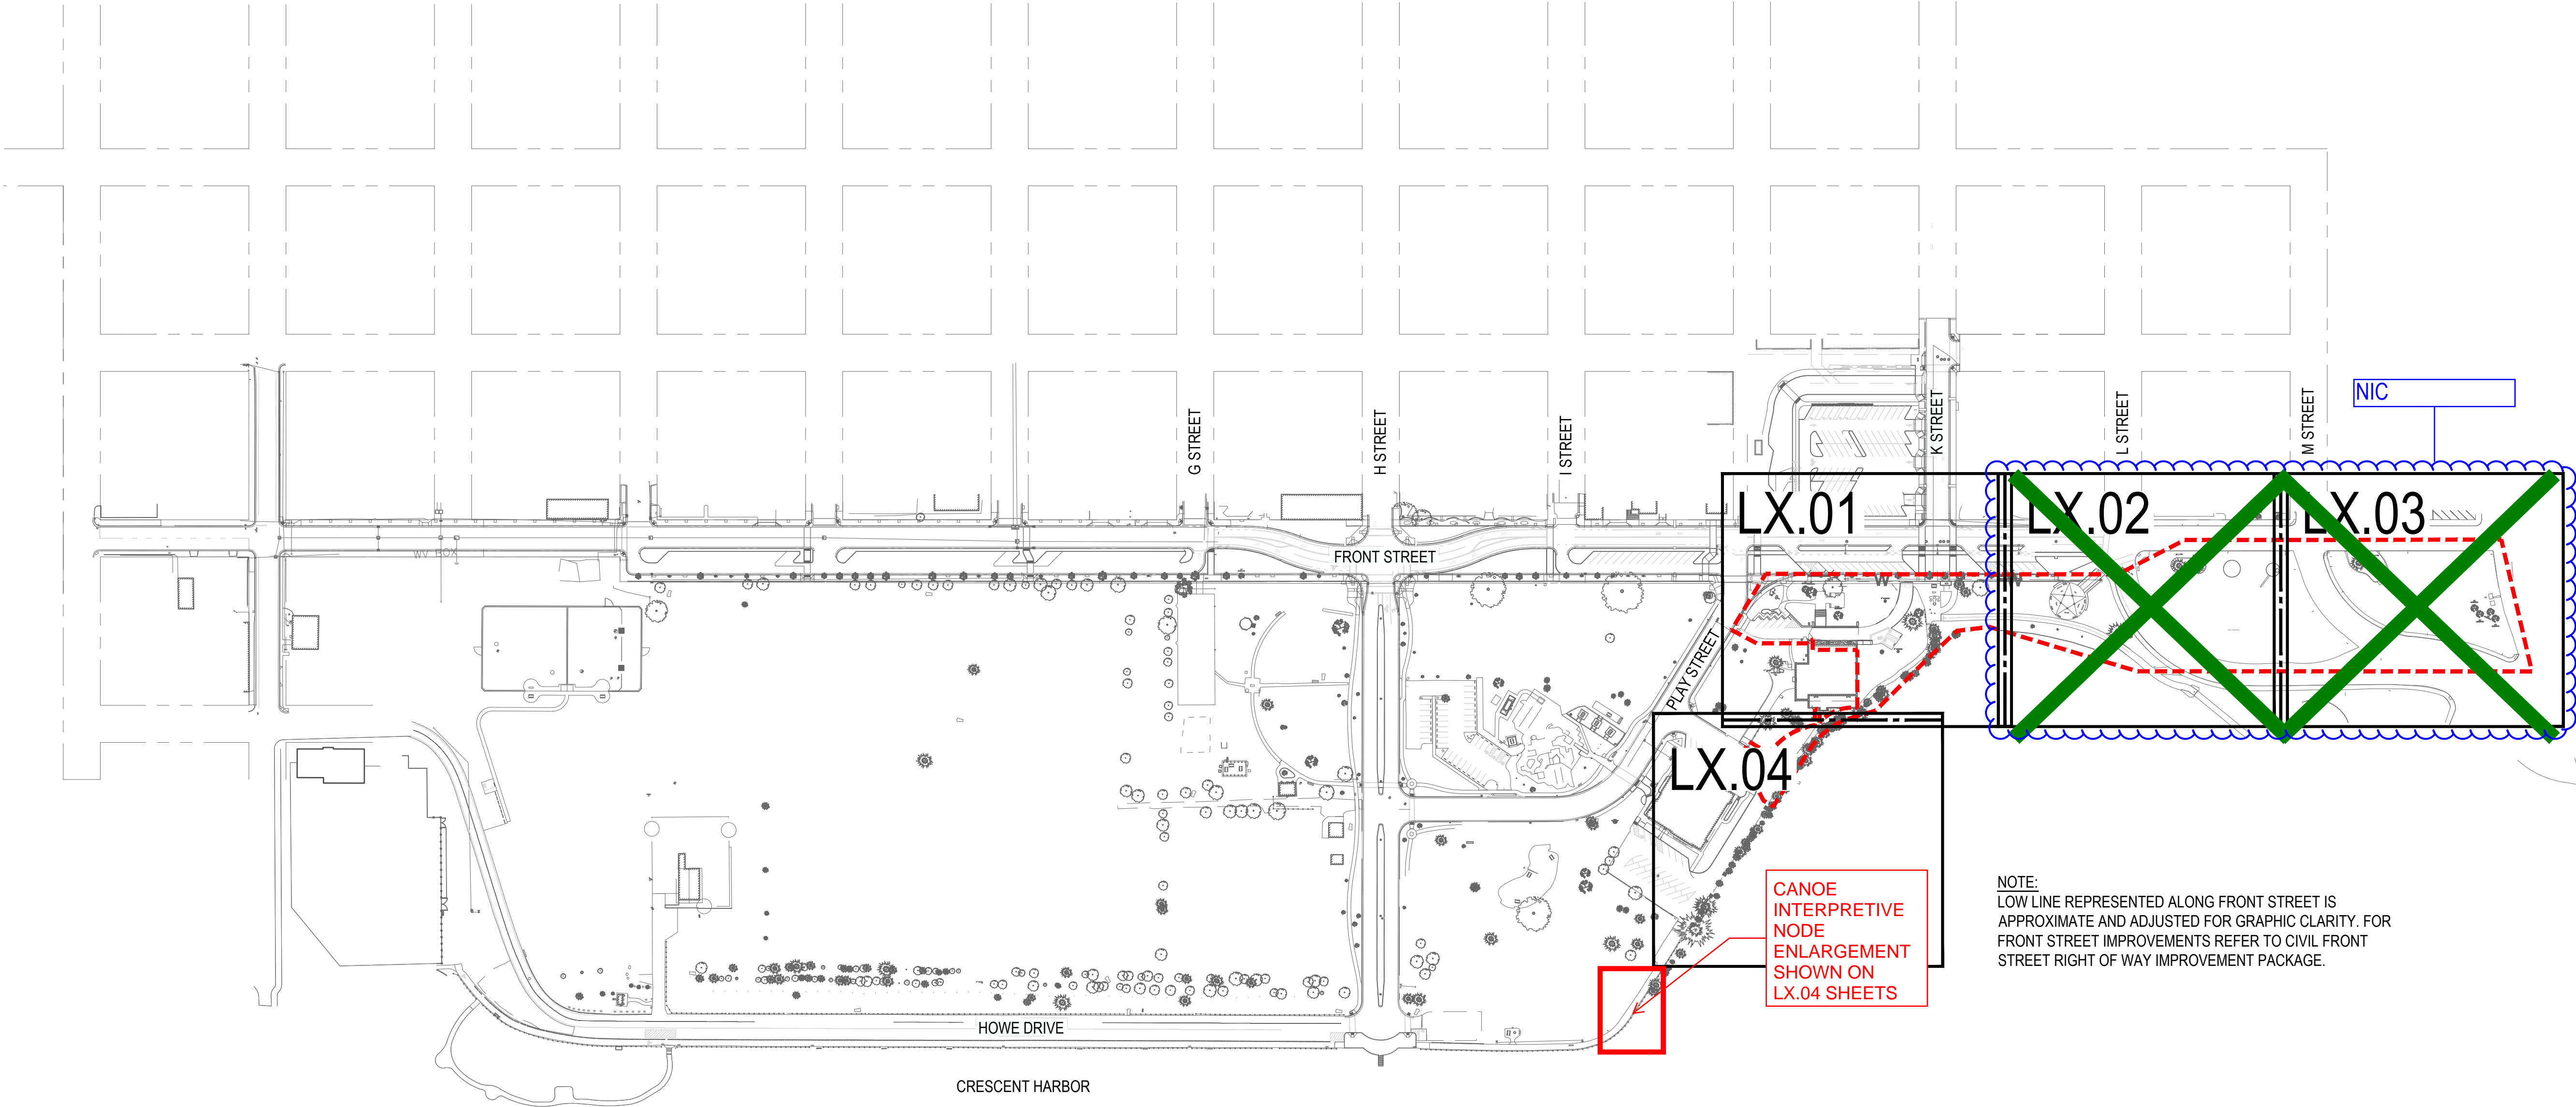 G STREET
H STREET
I STREET
K STREET
L STREET
M STREET
NIC
LX.01
LX.02
LX.03
WV BOX
FRONT STREET
W
W
PLAY STREET
LX.04
CANOE
INTERPRETIVE
NODE
ENLARGEMENT
SHOWN ON
LX.04 SHEETS
NOTE:
LOW LINE REPRESENTED ALONG FRONT STREET IS
APPROXIMATE AND ADJUSTED FOR GRAPHIC CLARITY. FOR
FRONT STREET IMPROVEMENTS REFER TO CIVIL FRONT
STREET RIGHT OF WAY IMPROVEMENT PACKAGE.
HOWE DRIVE
CRESCENT HARBOR